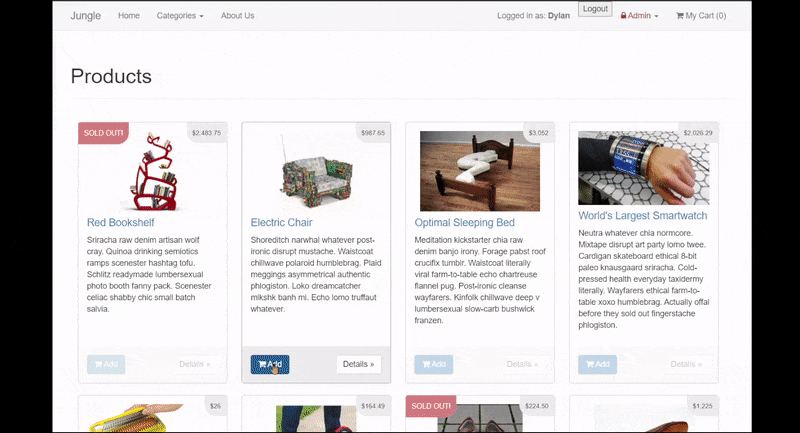 Jungle Home Categories About Us Logged in as: Dylan Logout Admin My Cart (0)
Products
SOLD OUT! $2,483.75
Red Bookshelf
Sriracha raw denim artisan wolf
cray. Quinoa drinking semiotics
ramps scenester hashtag tofu.
Schlitz readymade lumbersexual
photo booth fanny pack. Scenester
celiac shabby chic small batch
salvia.
Add Details »
$987.65
Electric Chair
Shoreditch narwhal whatever post-
ironic disrupt mustache. Waistcoat
chillwave polaroid humblebrag. Plaid
meggings asymmetrical authentic
phlogiston. Loko dreamcatcher
mlkshk banh mi. Echo lomo truffaut
whatever.
Add Details »
$3,052
Optimal Sleeping Bed
Meditation kickstarter chia raw
denim banjo irony. Forage pabst roof
crucifix tumblr. Waistcoat literally
viral farm-to-table echo chartreuse
flannel pug. Post-ironic cleanse
wayfarers. Kinfolk chillwave deep v
lumbersexual slow-carb bushwick
franzen.
Add Details »
$2,026.29
World's Largest Smartwatch
Neutra whatever chia normcore.
Mixtape disrupt art party lomo twee.
Cardigan skateboard ethical 8-bit
paleo knausgaard sriracha. Cold-
pressed health everyday taxidermy
literally. Wayfarers ethical farm-to-
table xoxo humblebrag. Actually offal
before they sold out fingerstache
phlogiston.
Add Details »
$26
$164.49
SOLD OUT! $224.50
$1,225